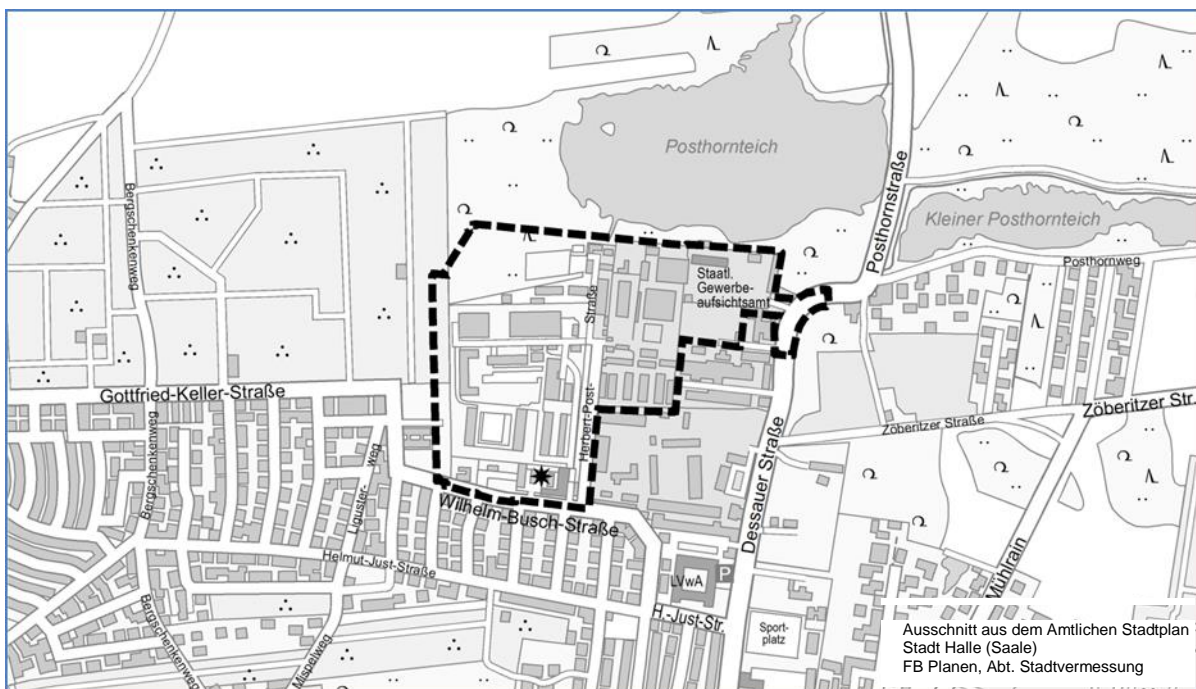 Posthornteich
Posthornstraße
Kleiner Posthornteich
Posthornweg
Bergschenkenweg
Staatl.
Gewerbe-
aufsichtsamt
Straße
Herbert-Post-
Gottfried-Keller-Straße
Bergschenkenweg
Liguster-
weg
Zöberitzer Straße
Zöberitzer Str.
Dessauer Straße
Wilhelm-Busch-Straße
Helmut-Just-Straße
LVwA
P
H.-Just-Str.
Sport-
platz
Mühlrain
Bergschenkenweg
Mispelweg
Ausschnitt aus dem Amtlichen Stadtplan
Stadt Halle (Saale)
FB Planen, Abt. Stadtvermessung